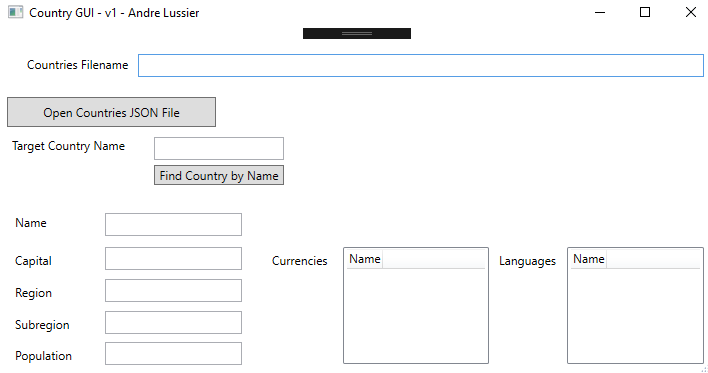 Country GUI - v1 - Andre Lussier
Countries Filename
Open Countries JSON File
Target Country Name
Find Country by Name
Name
Capital
Currencies
Name
Languages
Name
Region
Subregion
Population